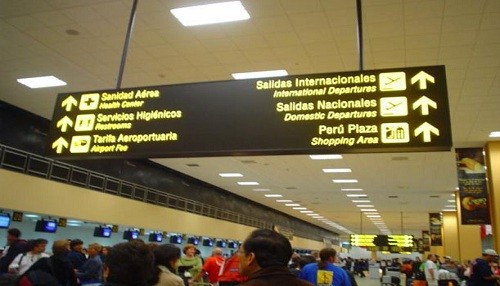 Sanidad Aérea
Health Center
Servicios Higiénicos
Restrooms
Tarifa Aeroportuaria
Airport Fee
Salidas Internacionales
International Departures
Salidas Nacionales
Domestic Departures
Perú Plaza
Shopping Area